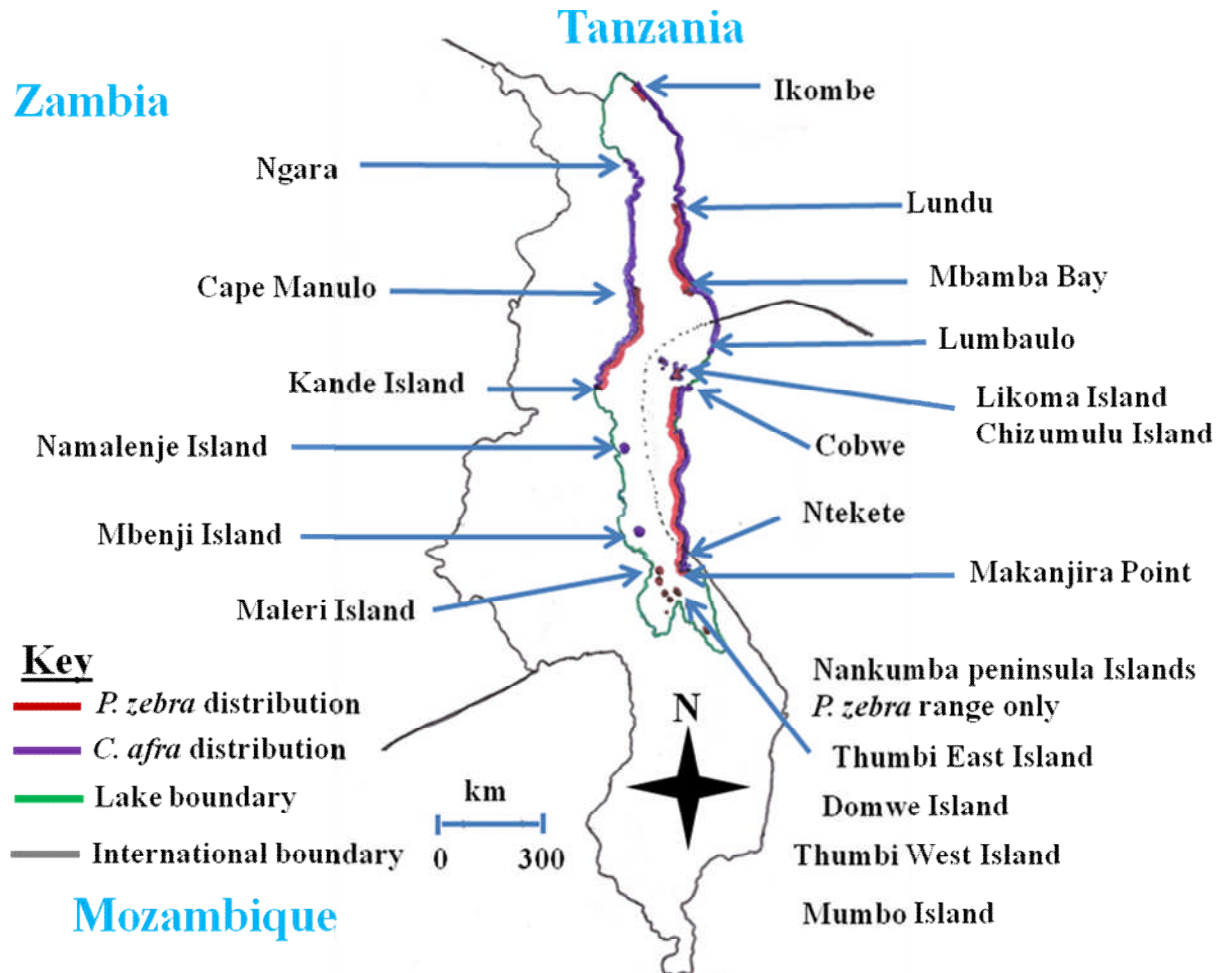 Tanzania
Zambia
Ikombe
Ngara
Lundu
Cape Manulo
Mbamba Bay
Lumbaulo
Kande Island
Likoma Island
Chizumulu Island
Namalenje Island
Cobwe
Ntekete
Mbenji Island
Makanjira Point
Maleri Island
Key
P. zebra distribution
C. afra distribution
Lake boundary
International boundary
Nankumba peninsula Islands
P. zebra range only
N
Thumbi East Island
km
Domwe Island
0 300
Thumbi West Island
Mozambique
Mumbo Island